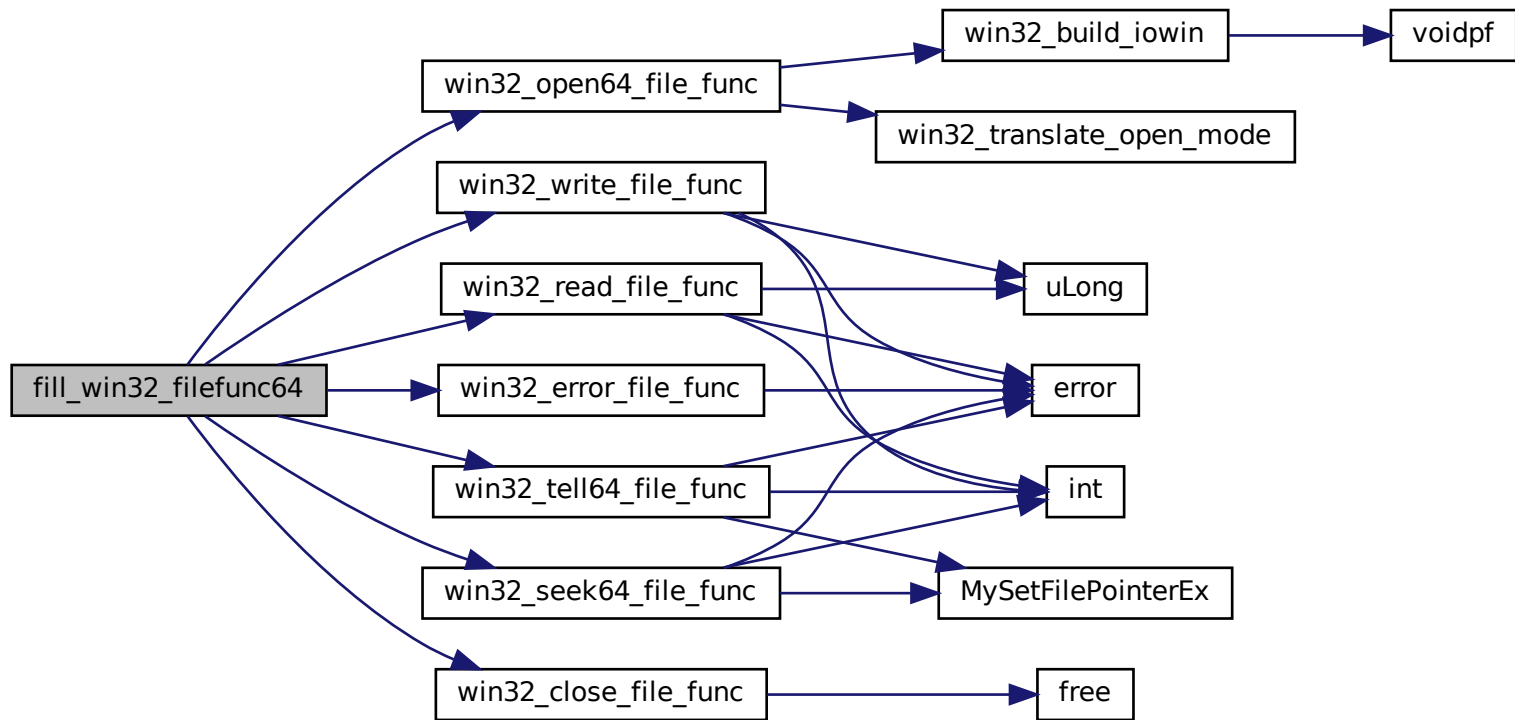 win32_build_iowin
voidpf
win32_open64_file_func
win32_translate_open_mode
win32_write_file_func
win32_read_file_func
uLong
fill_win32_filefunc64
win32_error_file_func
error
win32_tell64_file_func
int
win32_seek64_file_func
MySetFilePointerEx
win32_close_file_func
free